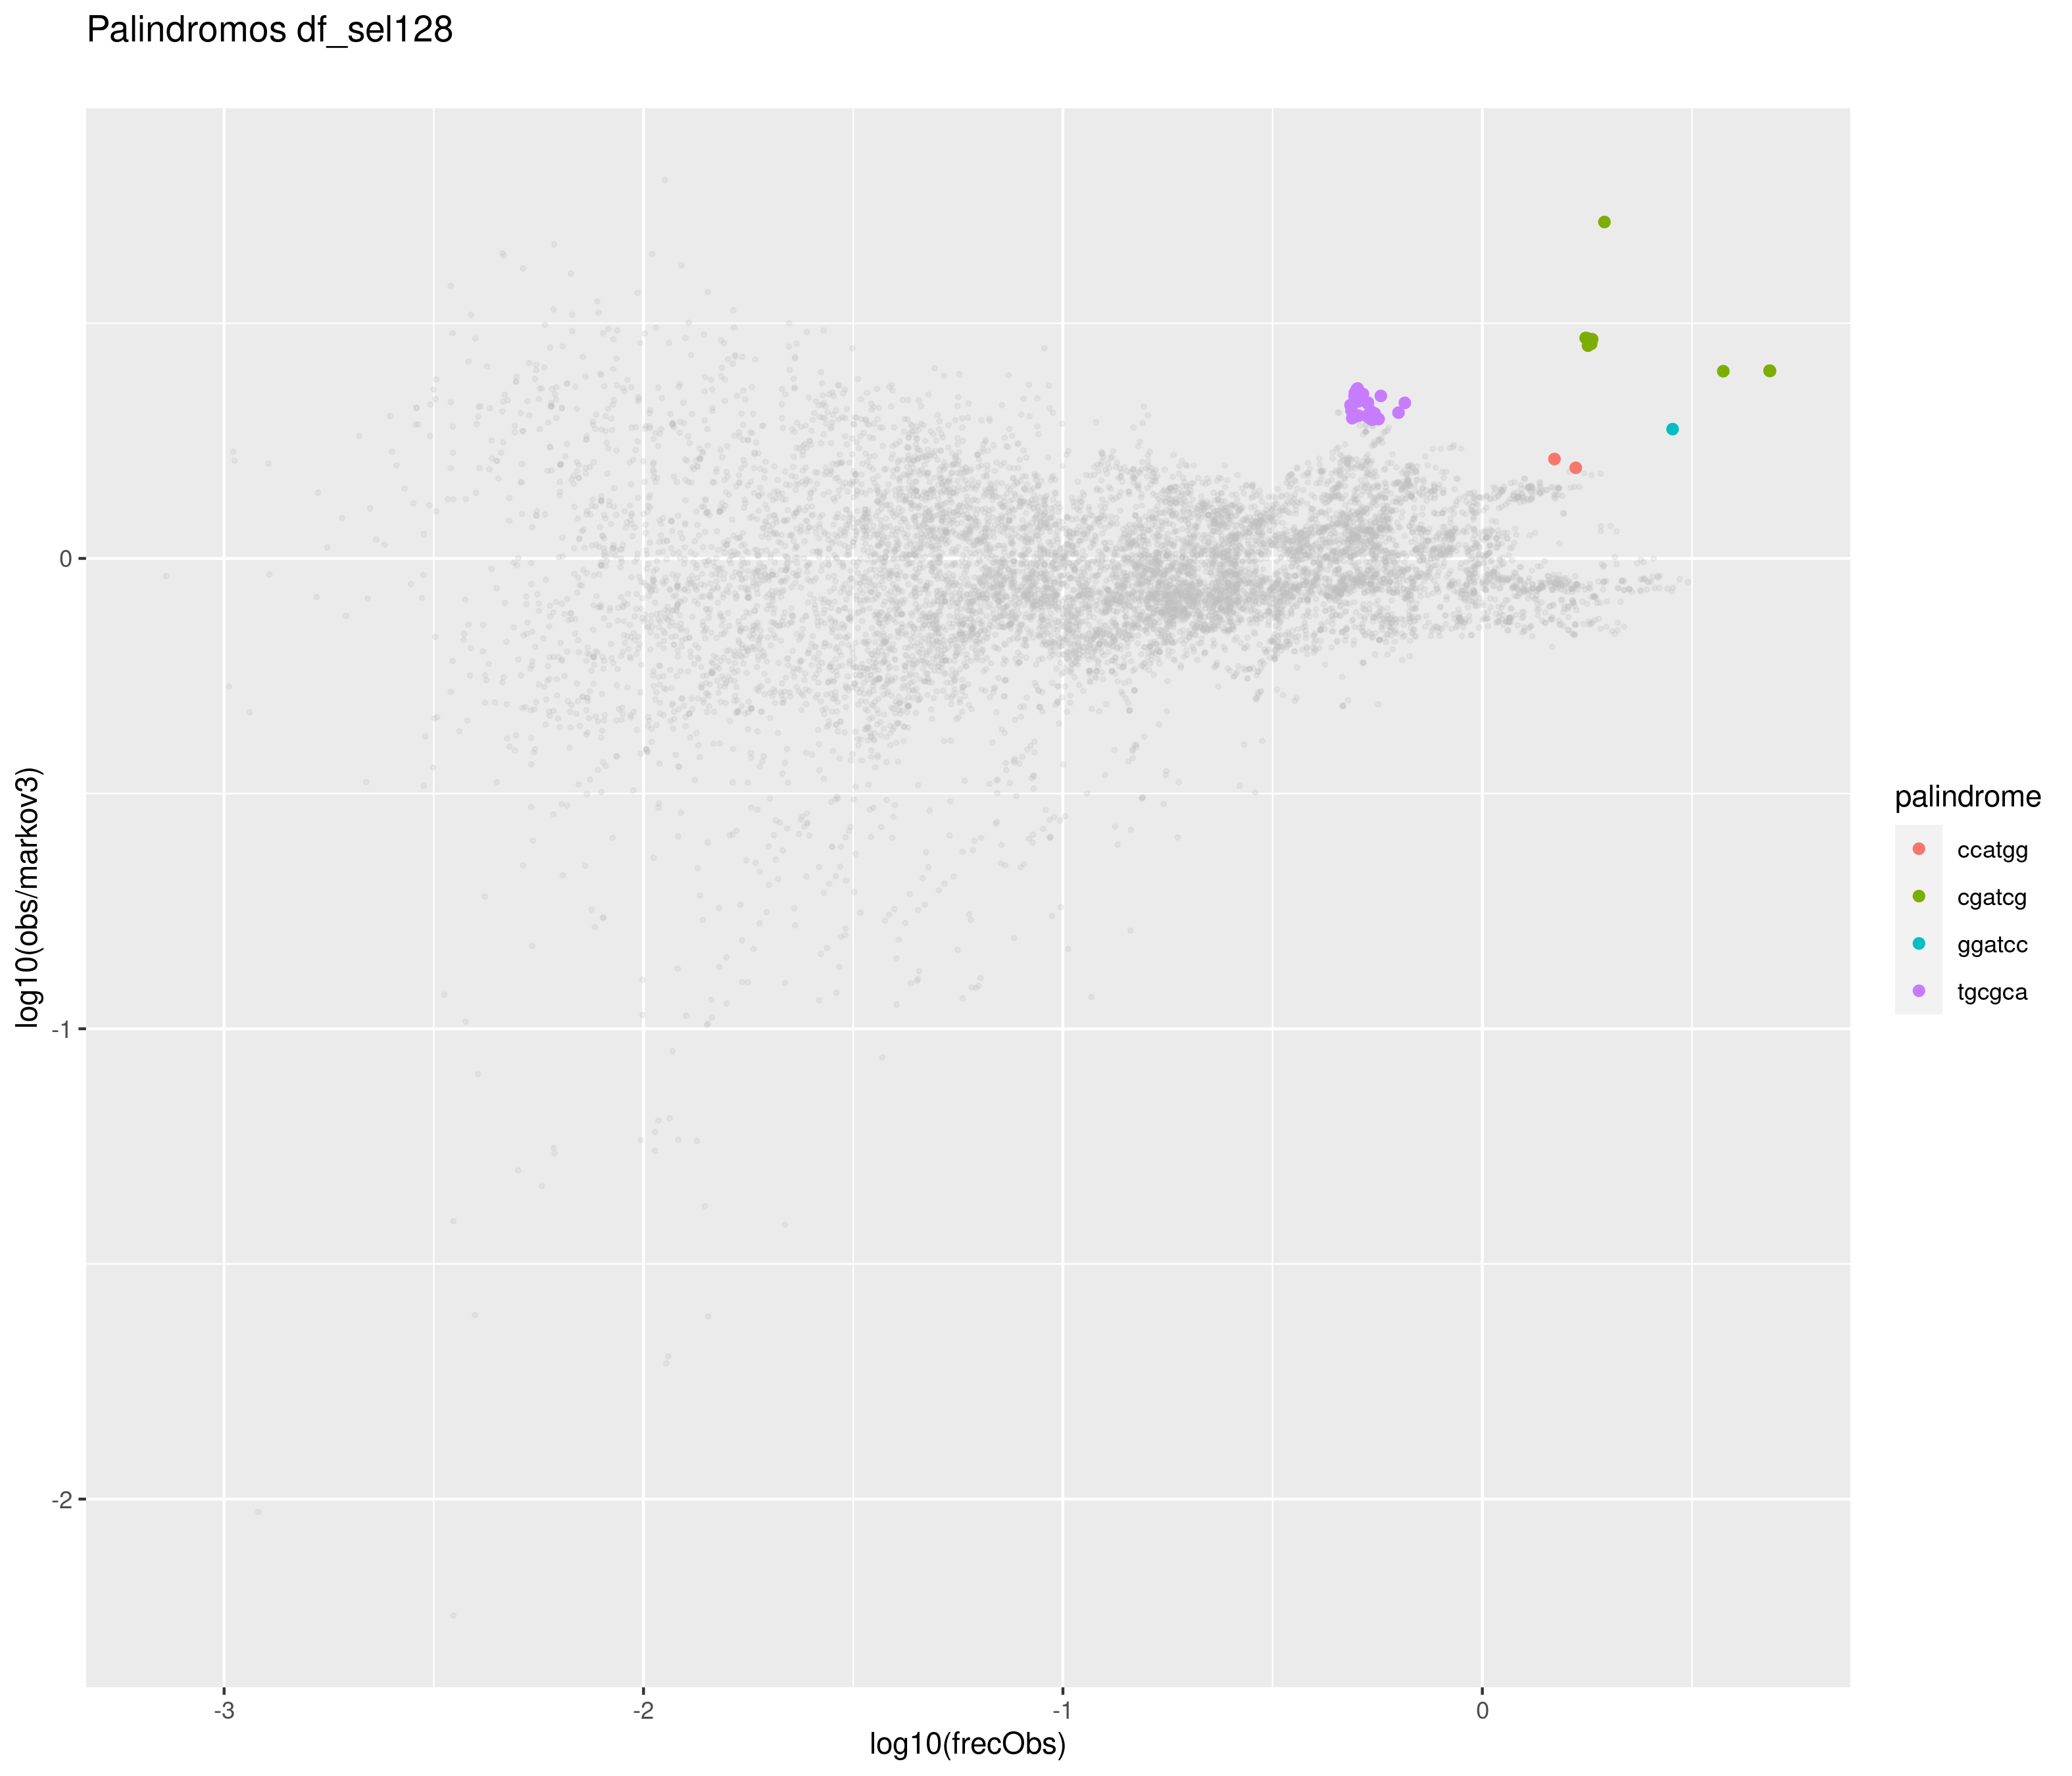 Palindromos df_sel128
log10(obs/markov3)
0
-1
-2
-3
-2
-1
0
log10(frecObs)
palindrome
ccatgg
cgatcg
ggatcc
tgcgca